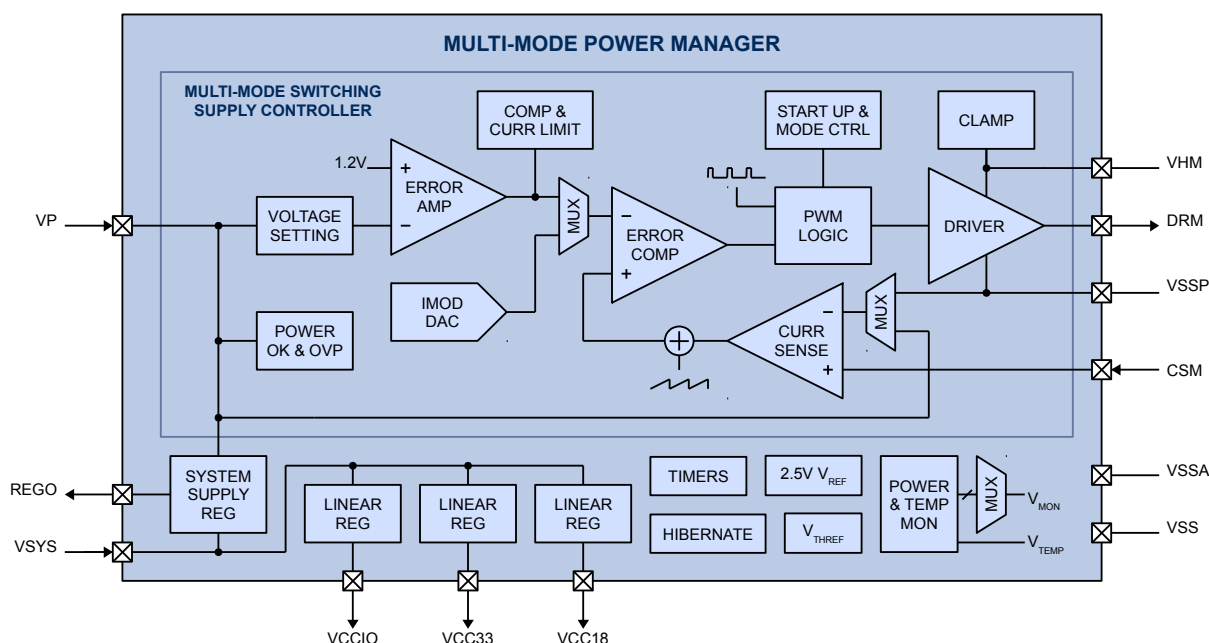 MULTI-MODE POWER MANAGER
MULTI-MODE SWITCHING
SUPPLY CONTROLLER
COMP &
CURR LIMIT
START UP &
MODE CTRL
CLAMP
1.2V
+
ERROR
AMP
−
MUX
VHM
VP
VOLTAGE
SETTING
−
ERROR
COMP
+
PWM
LOGIC
DRIVER
DRM
IMOD
DAC
MUX
VSSP
POWER
OK & OVP
+
−
CURR
SENSE
+
CSM
REGO
SYSTEM
SUPPLY
REG
VSYS
LINEAR
REG
LINEAR
REG
LINEAR
REG
TIMERS
2.5V VREF
HIBERNATE
VTHREF
POWER
& TEMP
MON
MUX
VMON
VTEMP
VSSA
VSS
VCCIO
VCC33
VCC18